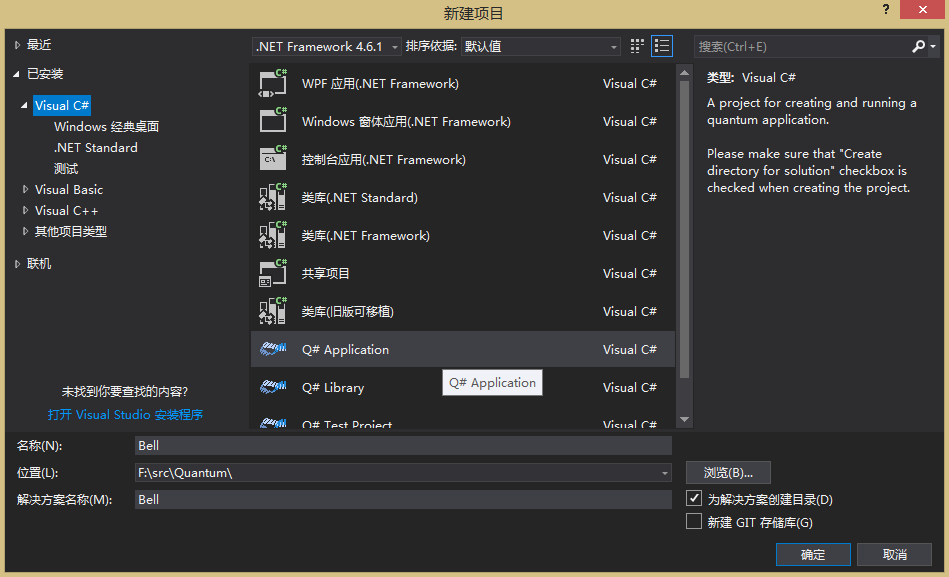 新建项目
?
最近
已安装
Visual C#
Windows 经典桌面
.NET Standard
测试
Visual Basic
Visual C++
其他项目类型
联机
未找到你要查找的内容?
打开 Visual Studio 安装程序
.NET Framework 4.6.1 排序依据: 默认值
C# WPF 应用(.NET Framework) Visual C#
C# Windows 窗体应用(.NET Framework) Visual C#
C# C:\ 控制台应用(.NET Framework) Visual C#
C# 类库(.NET Standard) Visual C#
C# 类库(.NET Framework) Visual C#
C# 共享项目 Visual C#
C# 类库(旧版可移植) Visual C#
Q# Application Visual C#
Q# Application
Q# Library Visual C#
Q# Test Project Visual C#
搜索(Ctrl+E)
类型: Visual C#
A project for creating and running a
quantum application.
Please make sure that "Create
directory for solution" checkbox is
checked when creating the project.
名称(N): Bell
位置(L): F:\src\Quantum\ 浏览(B)...
解决方案名称(M): Bell
为解决方案创建目录(D)
新建 GIT 存储库(G)
确定 取消